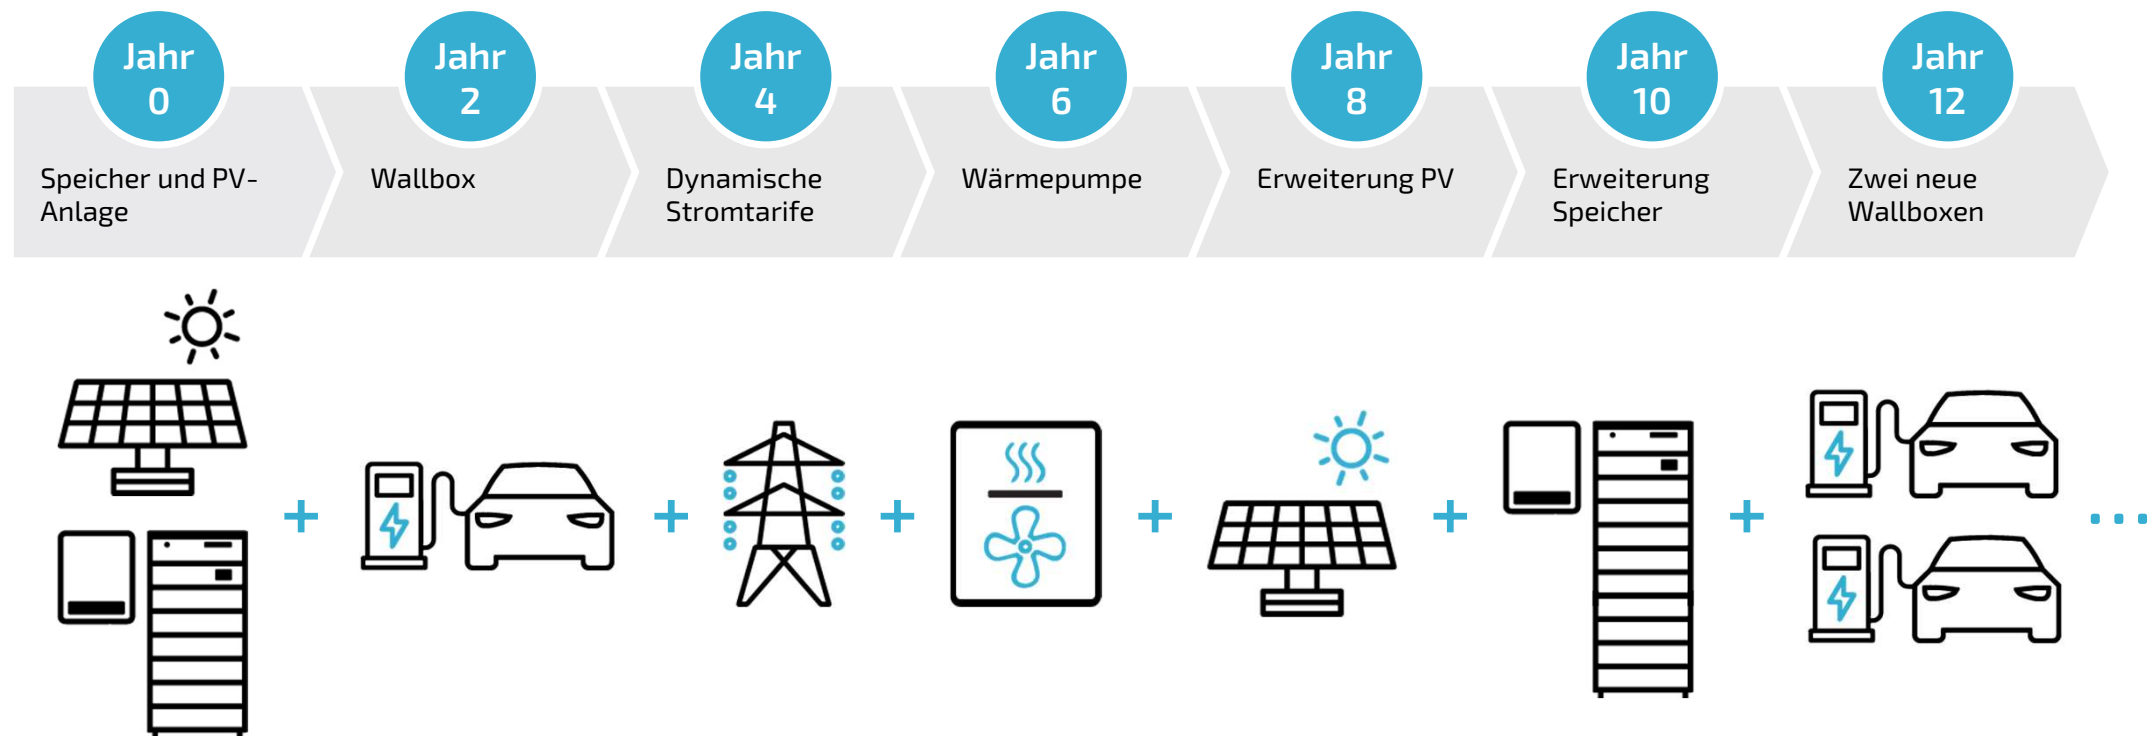 Jahr
0
Speicher und PV-
Anlage
Jahr
2
Wallbox
Jahr
4
Dynamische
Stromtarife
Jahr
6
Wärmepumpe
Jahr
8
Erweiterung PV
Jahr
10
Erweiterung
Speicher
Jahr
12
Zwei neue
Wallboxen
+
+
+
+
+
+
...